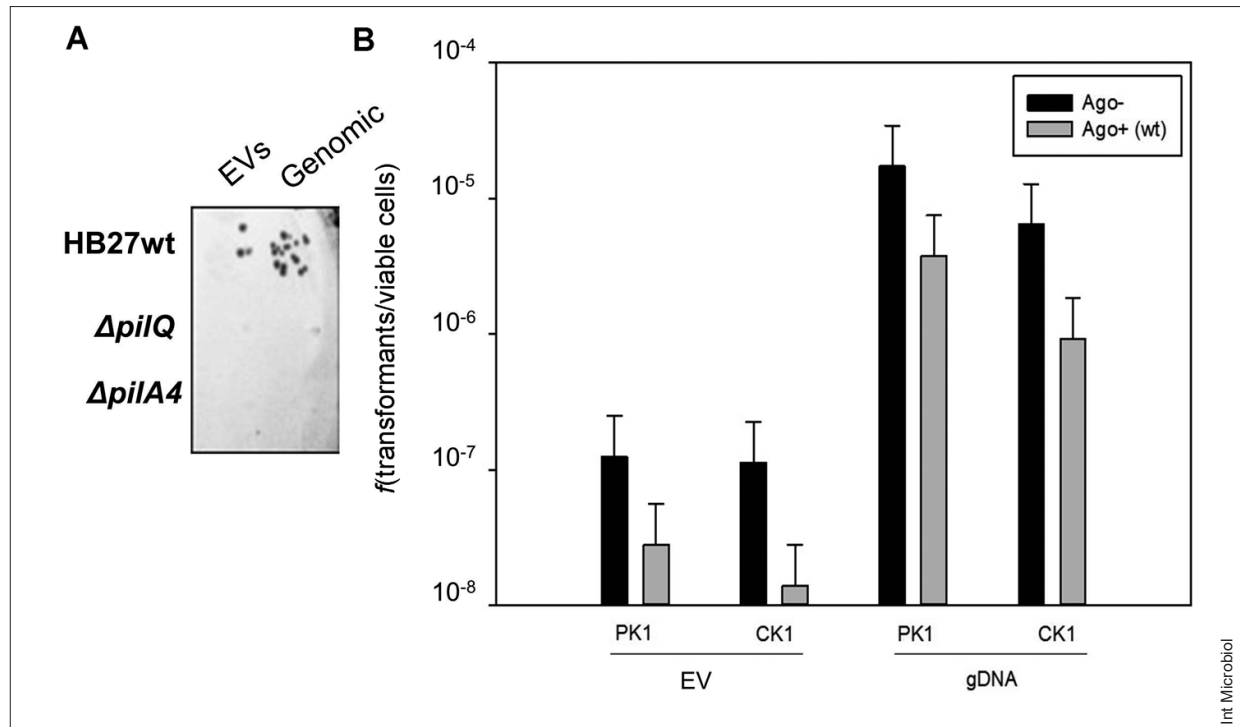 A
EVs
Genomic
HB27wt
ΔpilQ
ΔpilA4
B
f(transformants/viable cells)
10-4
10-5
10-6
10-7
10-8
Ago-
Ago+ (wt)
PK1 CK1 PK1 CK1
EV gDNA
Int Microbiol